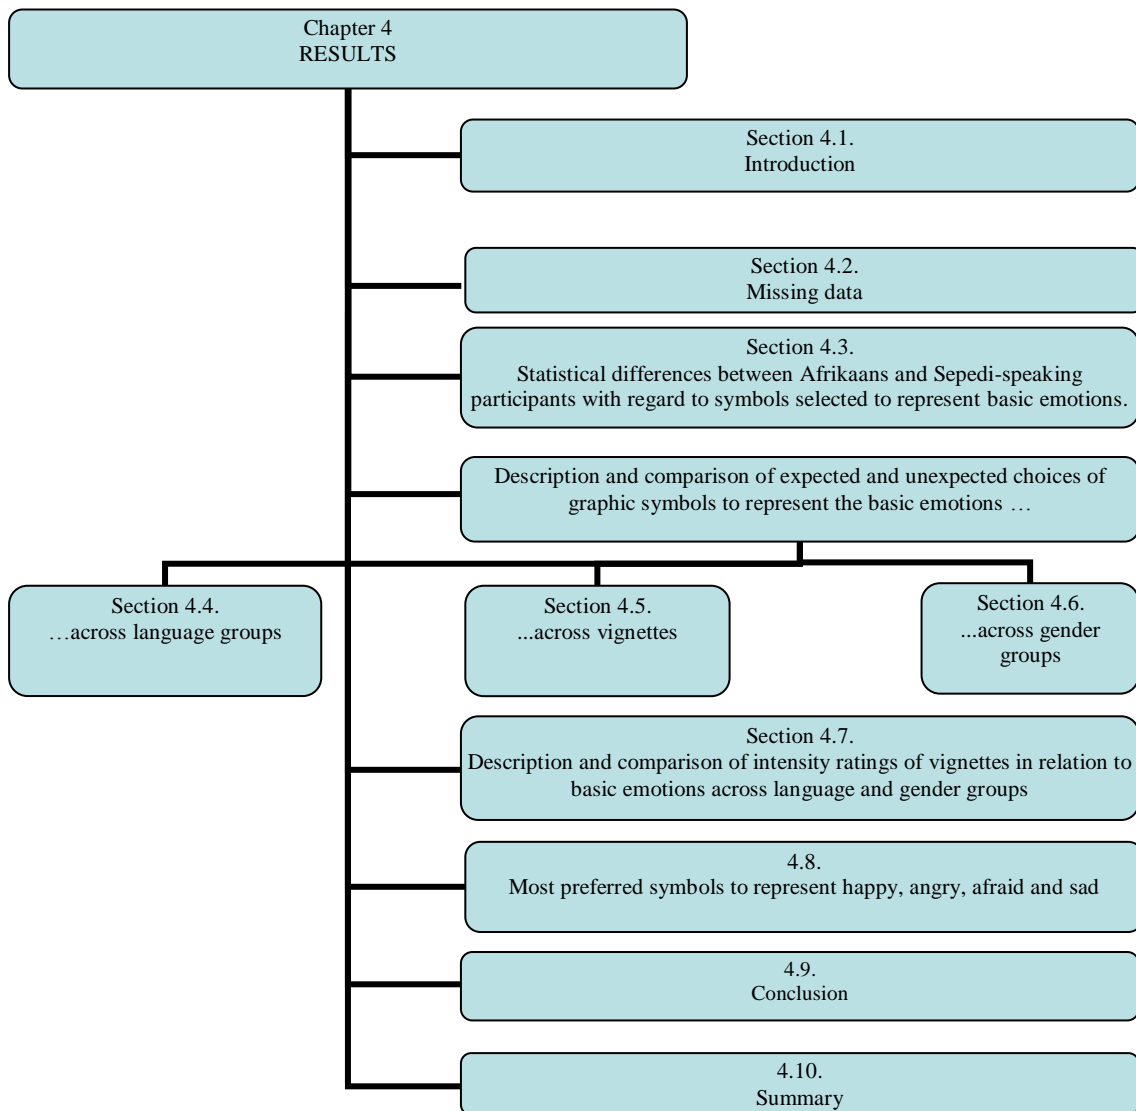 Chapter 4
RESULTS
Section 4.1.
Introduction
Section 4.2.
Missing data
Section 4.3.
Statistical differences between Afrikaans and Sepedi-speaking
participants with regard to symbols selected to represent basic emotions.
Description and comparison of expected and unexpected choices of
graphic symbols to represent the basic emotions …
Section 4.4.
…across language groups
Section 4.5.
...across vignettes
Section 4.6.
...across gender
groups
Section 4.7.
Description and comparison of intensity ratings of vignettes in relation to
basic emotions across language and gender groups
4.8.
Most preferred symbols to represent happy, angry, afraid and sad
4.9.
Conclusion
4.10.
Summary